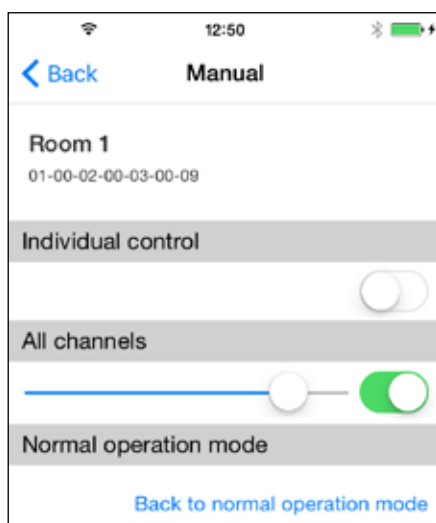 12:50
Back Manual
Room 1
01-00-02-00-03-00-09
Individual control
All channels
Normal operation mode
Back to normal operation mode